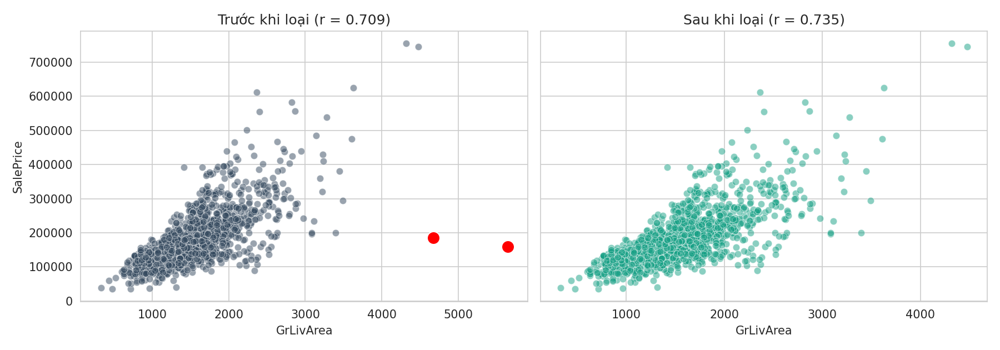 Trước khi loại (r = 0.709)
Sau khi loại (r = 0.735)
SalePrice
700000
600000
500000
400000
300000
200000
100000
0
1000 2000 3000 4000 5000
1000 2000 3000 4000
GrLivArea
GrLivArea